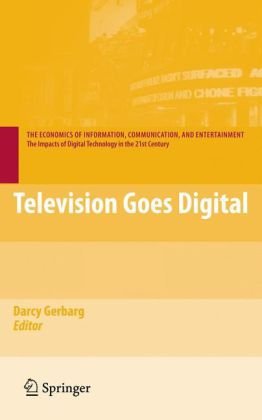 THE ECONOMICS OF INFORMATION, COMMUNICATION, AND ENTERTAINMENT
The Impacts of Digital Technology in the 21st Century
Television Goes Digital
Darcy Gerbarg
Editor
Springer